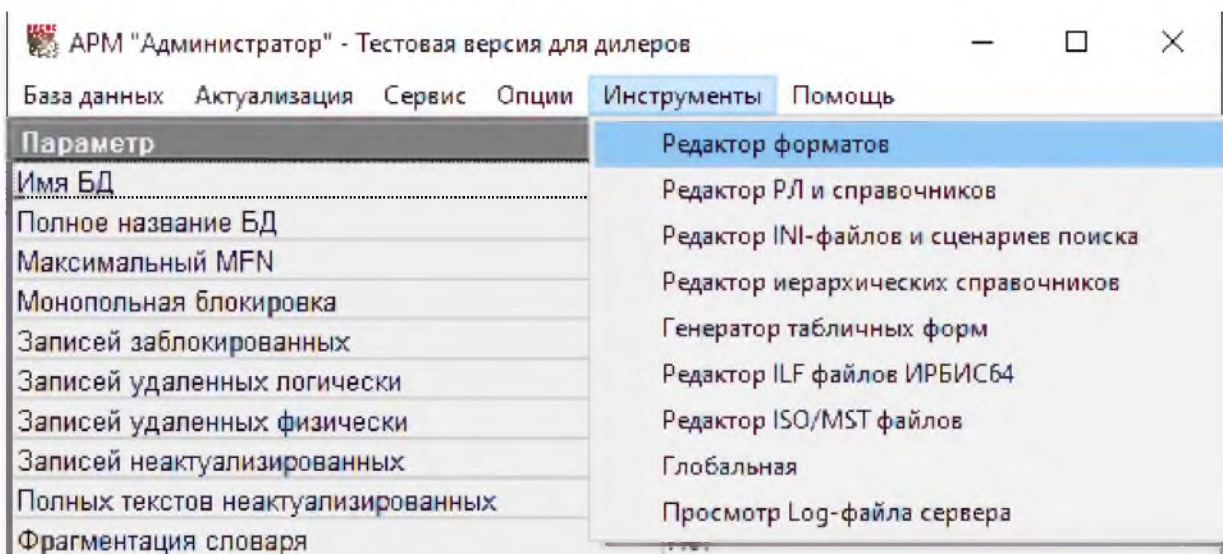 АРМ "Администратор" - Тестовая версия для дилеров
База данных Актуализация Сервис Опции Инструменты Помощь
Параметр
Имя БД
Полное название БД
Максимальный MFN
Монопольная блокировка
Записей заблокированных
Записей удаленных логически
Записей удаленных физически
Записей неактуализированных
Полных текстов неактуализированных
Фрагментация словаря
Редактор форматов
Редактор РЛ и справочников
Редактор INI-файлов и сценариев поиска
Редактор иерархических справочников
Генератор табличных форм
Редактор ILF файлов ИРБИС64
Редактор ISO/MST файлов
Глобальная
Просмотр Log-файла сервера